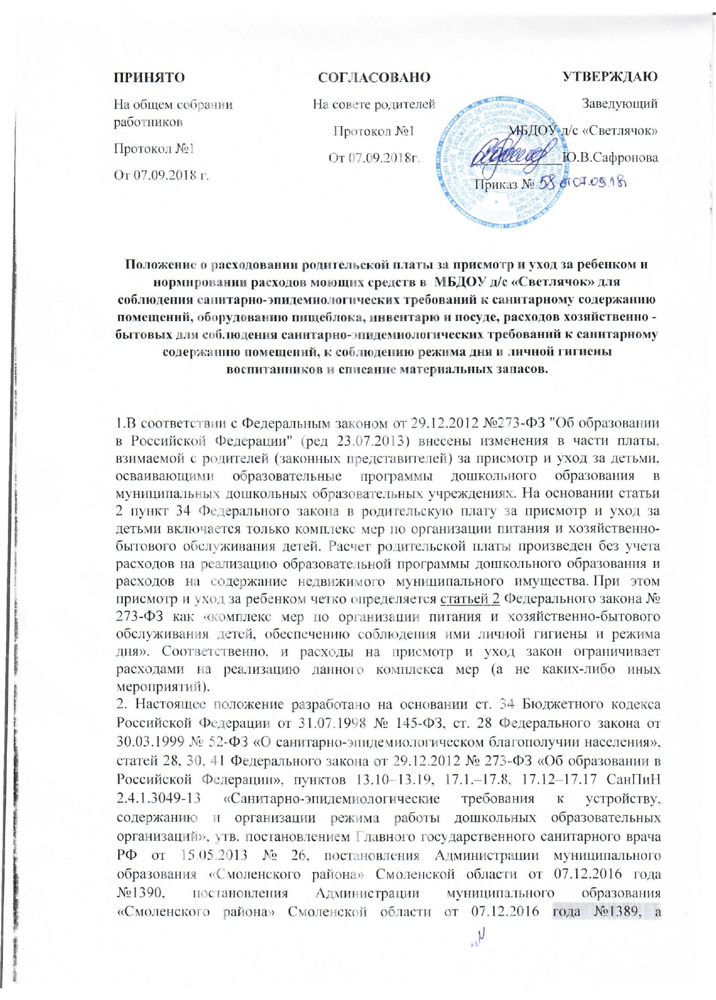 ПРИНЯТО
На общем собрании
работников
Протокол №1
От 07.09.2018 г.
СОГЛАСОВАНО
На совете родителей
Протокол №1
От 07.09.2018г.
УТВЕРЖДАЮ
Заведующий
МБДОУ д/с «Светлячок»
Ю.В.Сафронова
Приказ № 58 от 07.09.18г
Положение о расходовании родительской платы за присмотр и уход за ребенком и
нормировании расходов моющих средств в МБДОУ д/с «Светлячок» для
соблюдения санитарно-эпидемиологических требований к санитарному содержанию
помещений, оборудованию пищеблока, инвентарю и посуде, расходов хозяйственно -
бытовых для соблюдения санитарно-эпидемиологических требований к санитарному
содержанию помещений, к соблюдению режима дня и личной гигиены
воспитанников и списание материальных запасов.
1.В соответствии с Федеральным законом от 29.12.2012 №273-ФЗ "Об образовании
в Российской Федерации" (ред 23.07.2013) внесены изменения в части платы,
взимаемой с родителей (законных представителей) за присмотр и уход за детьми,
осваивающими образовательные программы дошкольного образования в
муниципальных дошкольных образовательных учреждениях. На основании статьи
2 пункт 34 Федерального закона в родительскую плату за присмотр и уход за
детьми включается только комплекс мер по организации питания и хозяйственно-
бытового обслуживания детей. Расчет родительской платы произведен без учета
расходов на реализацию образовательной программы дошкольного образования и
расходов на содержание недвижимого муниципального имущества. При этом
присмотр и уход за ребенком четко определяется статьей 2 Федерального закона №
273-ФЗ как «комплекс мер по организации питания и хозяйственно-бытового
обслуживания детей, обеспечению соблюдения ими личной гигиены и режима
дня». Соответственно, и расходы на присмотр и уход закон ограничивает
расходами на реализацию данного комплекса мер (а не каких-либо иных
мероприятий).
2. Настоящее положение разработано на основании ст. 34 Бюджетного кодекса
Российской Федерации от 31.07.1998 № 145-ФЗ, ст. 28 Федерального закона от
30.03.1999 № 52-ФЗ «О санитарно-эпидемиологическом благополучии населения»,
статей 28, 30, 41 Федерального закона от 29.12.2012 № 273-ФЗ «Об образовании в
Российской Федерации», пунктов 13.10–13.19, 17.1.–17.8, 17.12–17.17 СанПиН
2.4.1.3049-13 «Санитарно-эпидемиологические требования к устройству,
содержанию и организации режима работы дошкольных образовательных
организаций», утв. постановлением Главного государственного санитарного врача
РФ от 15.05.2013 № 26, постановления Администрации муниципального
образования «Смоленского района» Смоленской области от 07.12.2016 года
№1390, постановления Администрации муниципального образования
«Смоленского района» Смоленской области от 07.12.2016 года №1389, а